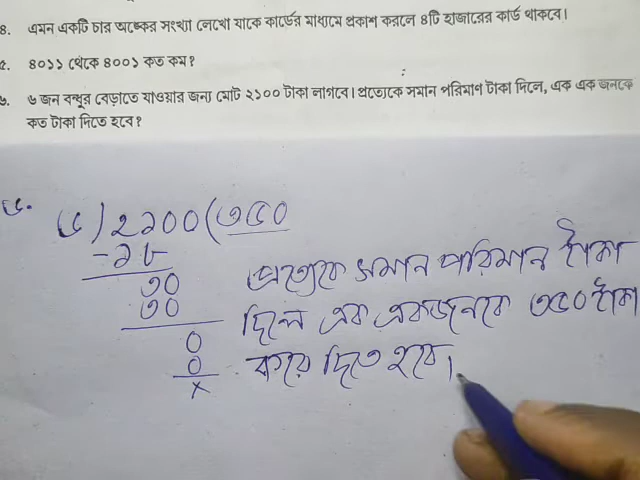 ৪. এমন একটি চার অঙ্কের সংখ্যা লেখো যাকে কার্ডের মাধ্যমে প্রকাশ করলে ৪টি হাজারের কার্ড থাকবে।
৫. ৪০১১ থেকে ৪০০১ কত কম?
৬. ৬ জন বন্ধুর বেড়াতে যাওয়ার জন্য মোট ২১০০ টাকা লাগবে। প্রত্যেকে সমান পরিমাণ টাকা দিলে, এক এক জনকে
কত টাকা দিতে হবে?
৬.
৬) ২১০০ (৩৫০
-১৮
৩০
৩০
০
০
x
প্রত্যেকে সমান পরিমান টাকা
দিলে এক একজনকে ৩৫০ টাকা
করে দিতে হবে।